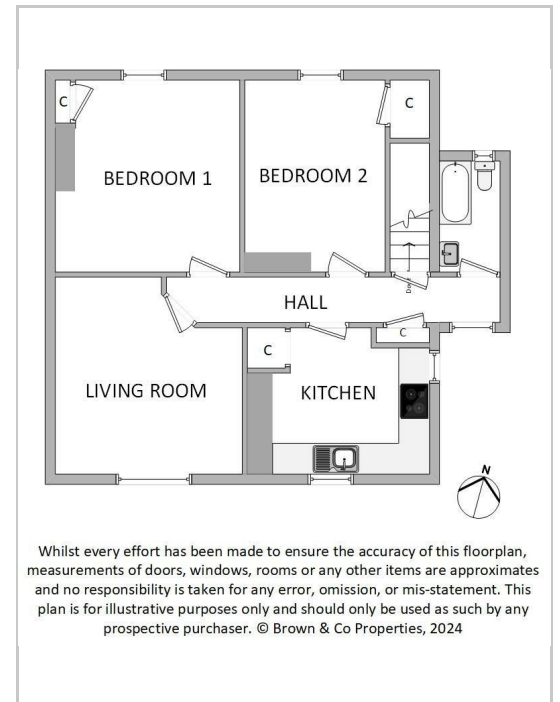 C
C
BEDROOM 1
BEDROOM 2
Down
HALL
C
C
LIVING ROOM
KITCHEN
N
Whilst every effort has been made to ensure the accuracy of this floorplan,
measurements of doors, windows, rooms or any other items are approximates
and no responsibility is taken for any error, omission, or mis-statement. This
plan is for illustrative purposes only and should only be used as such by any
prospective purchaser. © Brown & Co Properties, 2024